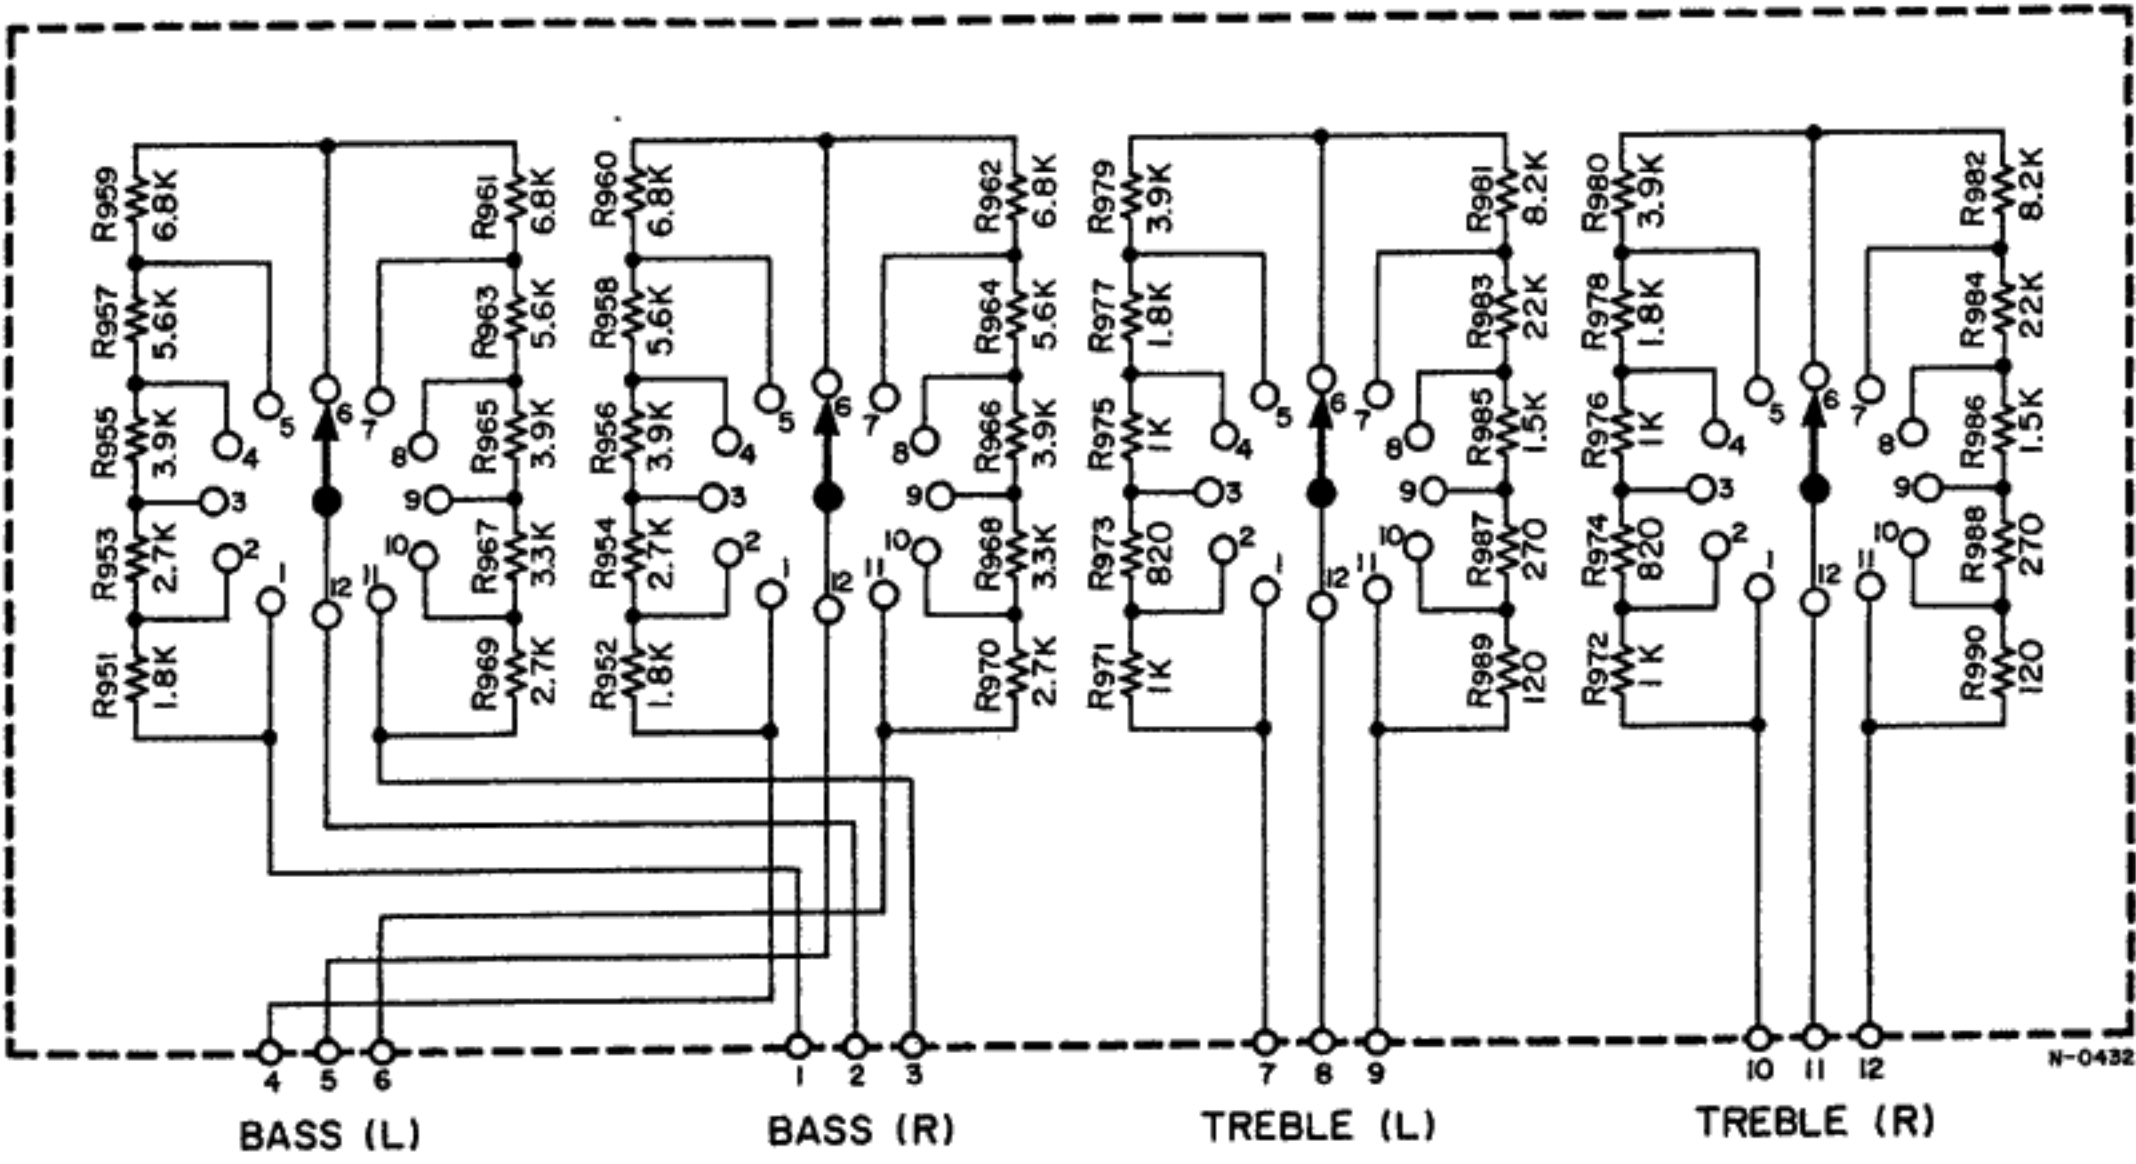 R959 6.8K
R957 5.6K
R955 3.9K
R953 2.7K
R951 1.8K
5
4
3
2
1
6
12
7
8
9
10
11
R961 6.8K
R963 5.6K
R965 3.9K
R967 3.3K
R969 2.7K
R960 6.8K
R958 5.6K
R956 3.9K
R954 2.7K
R952 1.8K
5
4
3
2
1
6
12
7
8
9
10
11
R962 6.8K
R964 5.6K
R966 3.9K
R968 3.3K
R970 2.7K
R979 3.9K
R977 1.8K
R975 1K
R973 820
R971 1K
5
4
3
2
1
6
12
7
8
9
10
11
R981 8.2K
R983 22K
R985 1.5K
R987 270
R989 120
R980 3.9K
R978 1.8K
R976 1K
R974 820
R972 1K
5
4
3
2
1
6
12
7
8
9
10
11
R982 8.2K
R984 22K
R986 1.5K
R988 270
R990 120
4 5 6 1 2 3 7 8 9 10 11 12
N-0432
BASS (L) BASS (R) TREBLE (L) TREBLE (R)